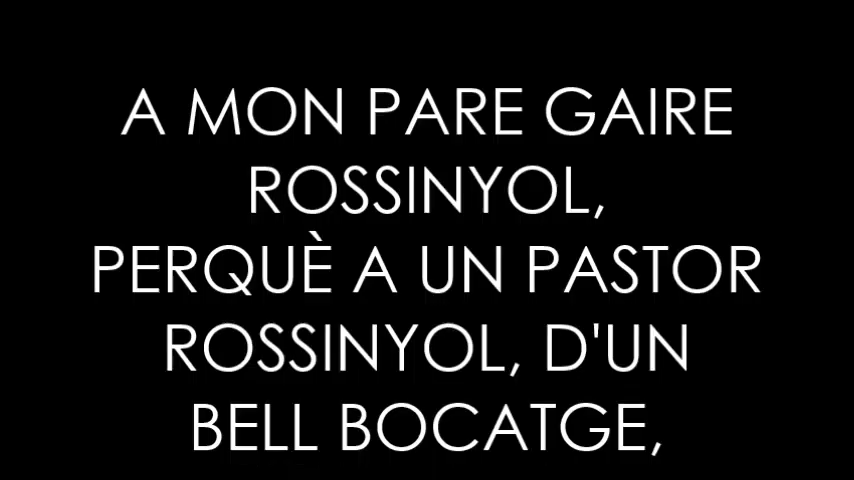 A MON PARE GAIRE
ROSSINYOL,
PERQUÈ A UN PASTOR
ROSSINYOL, D'UN
BELL BOCATGE,